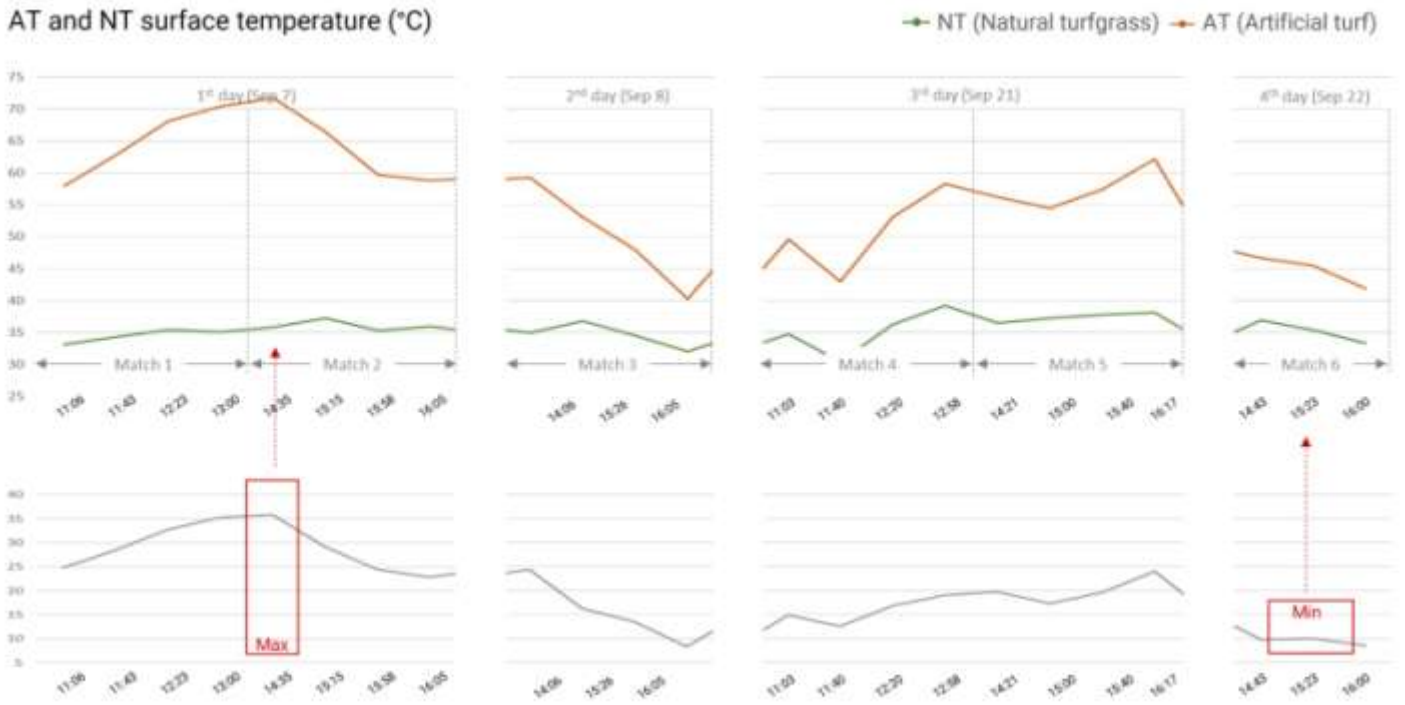 AT and NT surface temperature (°C)
NT (Natural turfgrass) AT (Artificial turf)
75
70
65
60
55
50
45
40
35
30
25
1st day (Sep 7)
2nd day (Sep 8)
3rd day (Sep 21)
4th day (Sep 22)
Match 1 Match 2 Match 3 Match 4 Match 5 Match 6
11:06 11:43 12:23 13:00 14:35 15:15 15:58 16:05 14:06 15:26 16:05 11:03 11:40 12:20 12:58 14:21 15:00 15:40 16:17 14:43 15:23 16:00
40
35
30
25
20
15
10
5
Max
Min
11:06 11:43 12:23 13:00 14:35 15:15 15:58 16:05 14:06 15:26 16:05 11:03 11:40 12:20 12:58 14:21 15:00 15:40 16:17 14:43 15:23 16:00